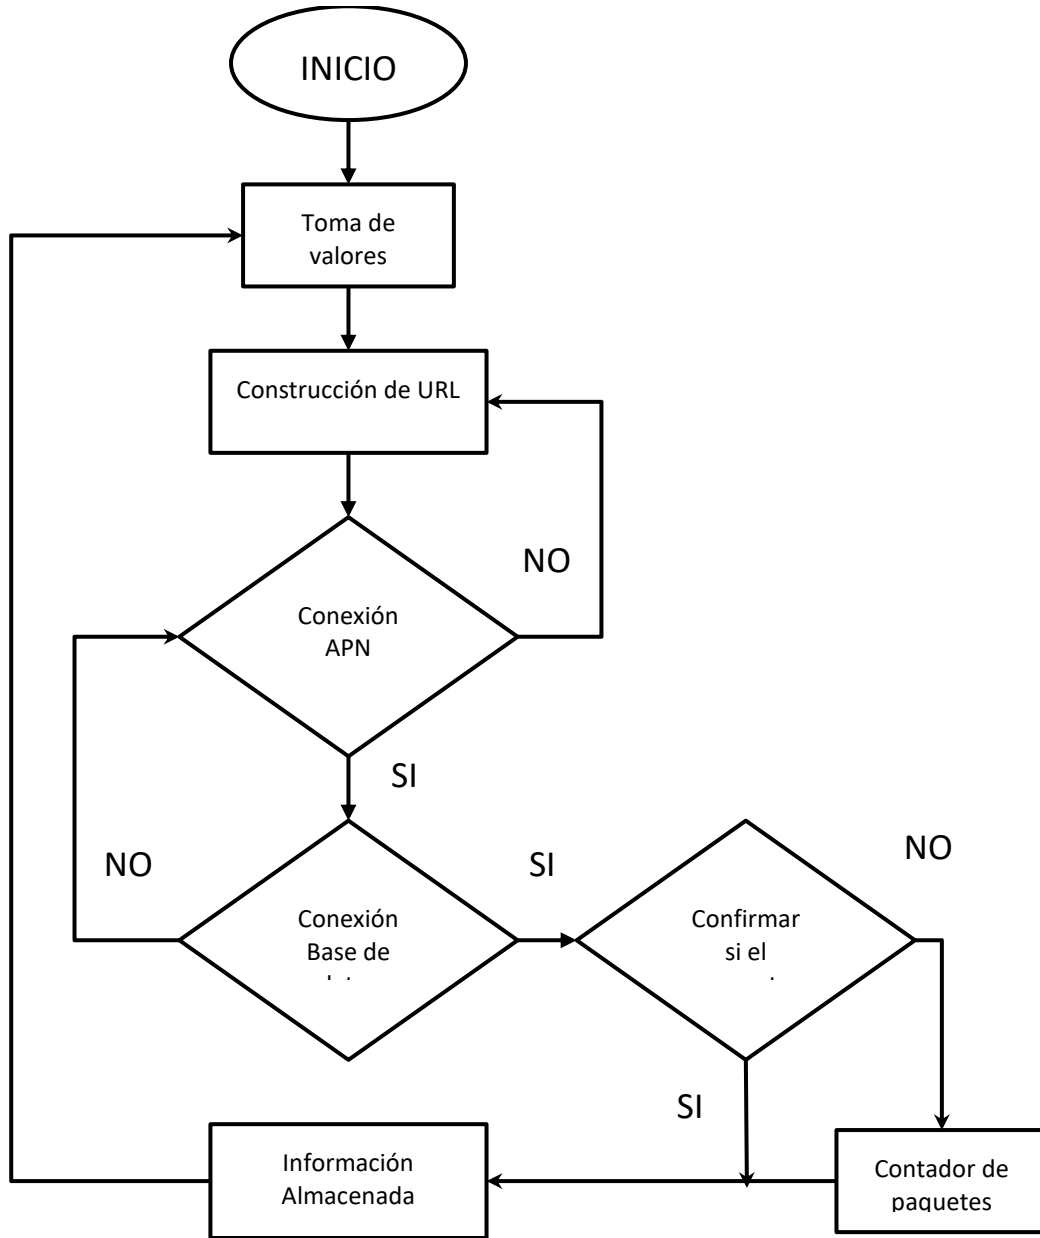 INICIO
Toma de
valores
Construcción de URL
NO
Conexión
APN
SI
NO
SI
NO
Conexión
Base de
Confirmar
si el
SI
Información
Almacenada
Contador de
paquetes